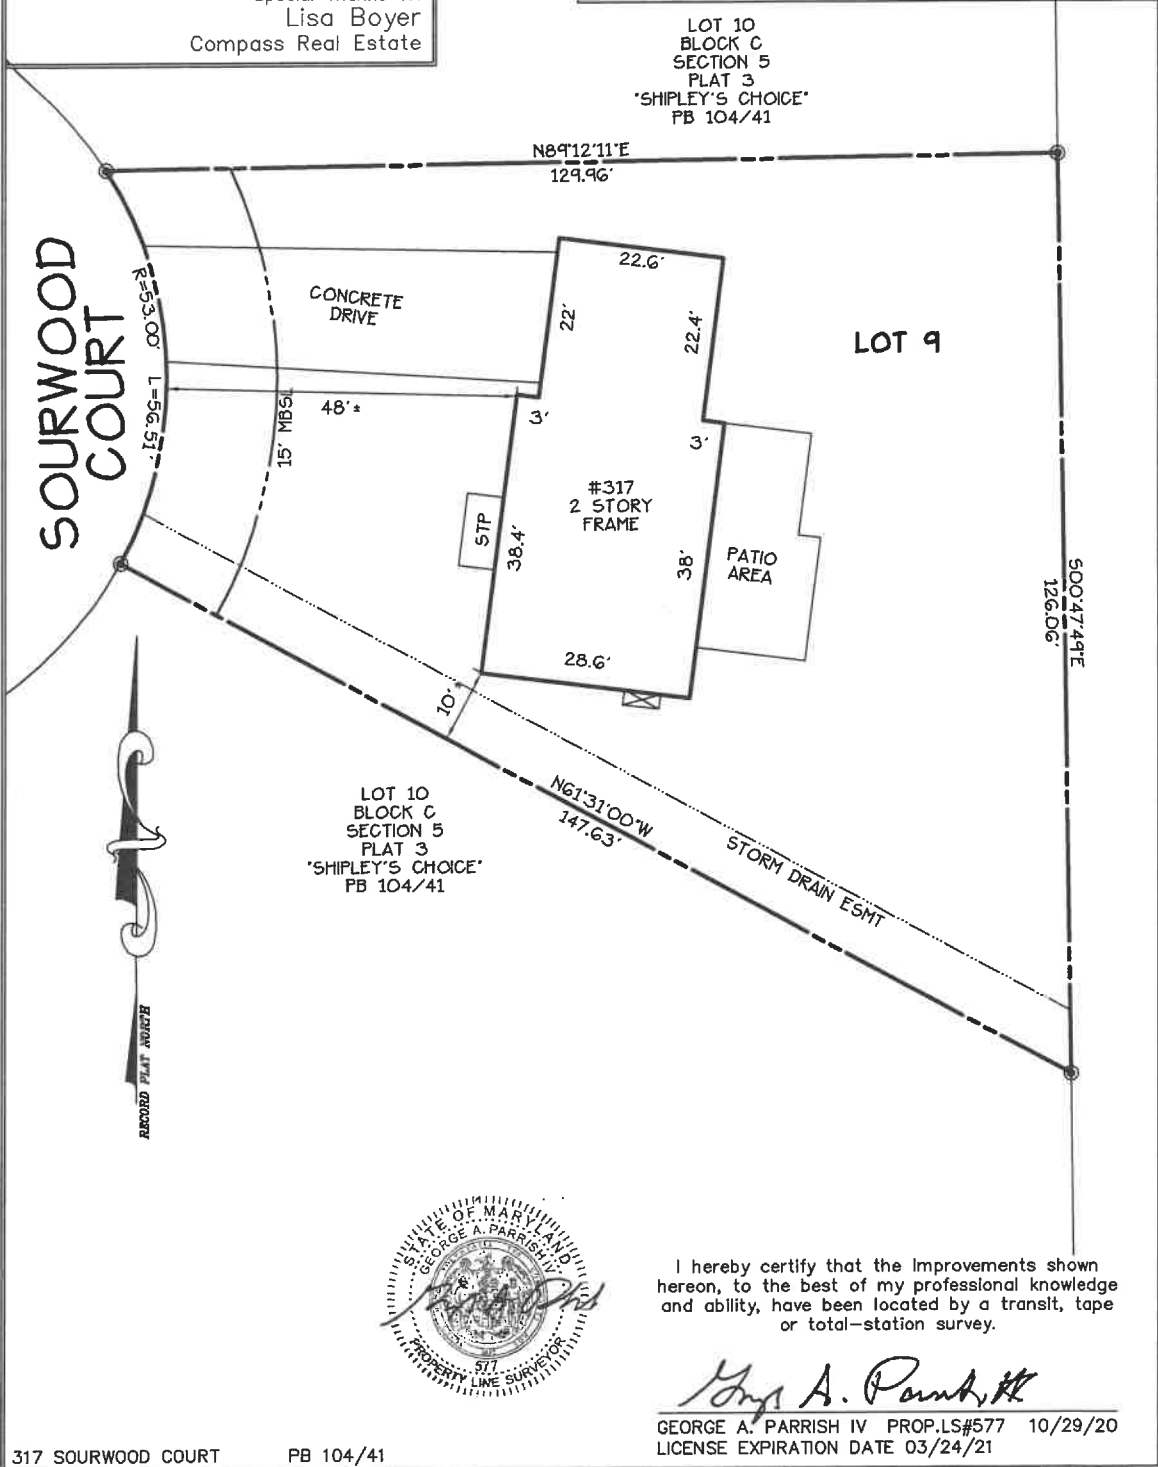 Lisa Boyer
Compass Real Estate
LOT 10
BLOCK C
SECTION 5
PLAT 3
"SHIPLEY'S CHOICE"
PB 104/41
N89°12'11"E
129.96'
SOURWOOD
COURT
R=53.00'
L=56.51'
CONCRETE
DRIVE
22.6'
22'
22.4'
LOT 9
48'±
15' MBSL
3'
3'
#317
2 STORY
FRAME
STP
38.4'
38'
PATIO
AREA
S00°47'49"E
126.06'
28.6'
10'±
LOT 10
BLOCK C
SECTION 5
PLAT 3
"SHIPLEY'S CHOICE"
PB 104/41
N61°31'00"W
147.63'
STORM DRAIN ESMT
RECORD PLAT NORTH
STATE OF MARYLAND
GEORGE A. PARRISH IV
577
PROPERTY LINE SURVEYOR
I hereby certify that the improvements shown
hereon, to the best of my professional knowledge
and ability, have been located by a transit, tape
or total-station survey.
GEORGE A. PARRISH IV PROP.LS#577 10/29/20
LICENSE EXPIRATION DATE 03/24/21
317 SOURWOOD COURT PB 104/41